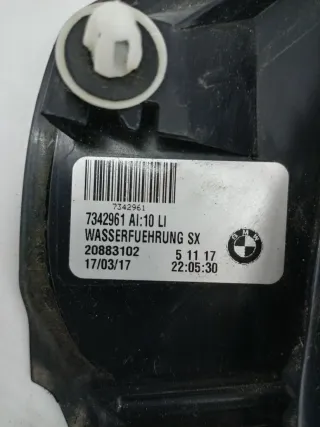 7342961
7342961 AI:10 LI
WASSERFUEHRUNG SX
20883102 5 11 17
17/03/17 22:05:30
BMW